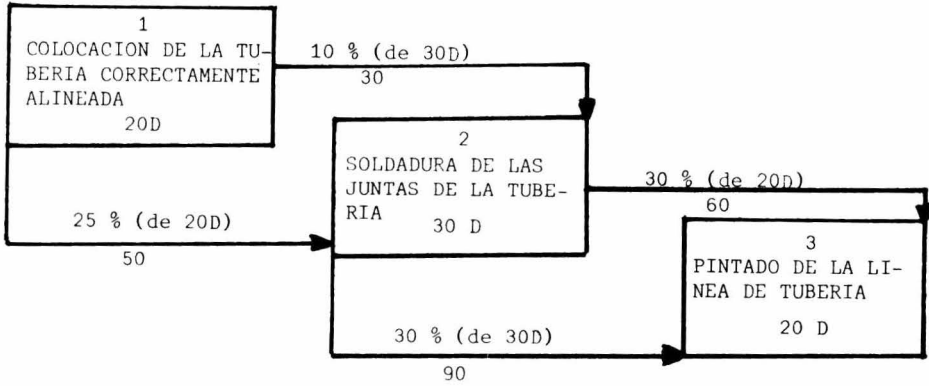 1
COLOCACION DE LA TU-
BERIA CORRECTAMENTE
ALINEADA
20D
10 % (de 30D)
30
2
SOLDADURA DE LAS
JUNTAS DE LA TUBE-
RIA
30 D
25 % (de 20D)
50
30 % (de 20D)
60
3
PINTADO DE LA LI-
NEA DE TUBERIA
20 D
30 % (de 30D)
90